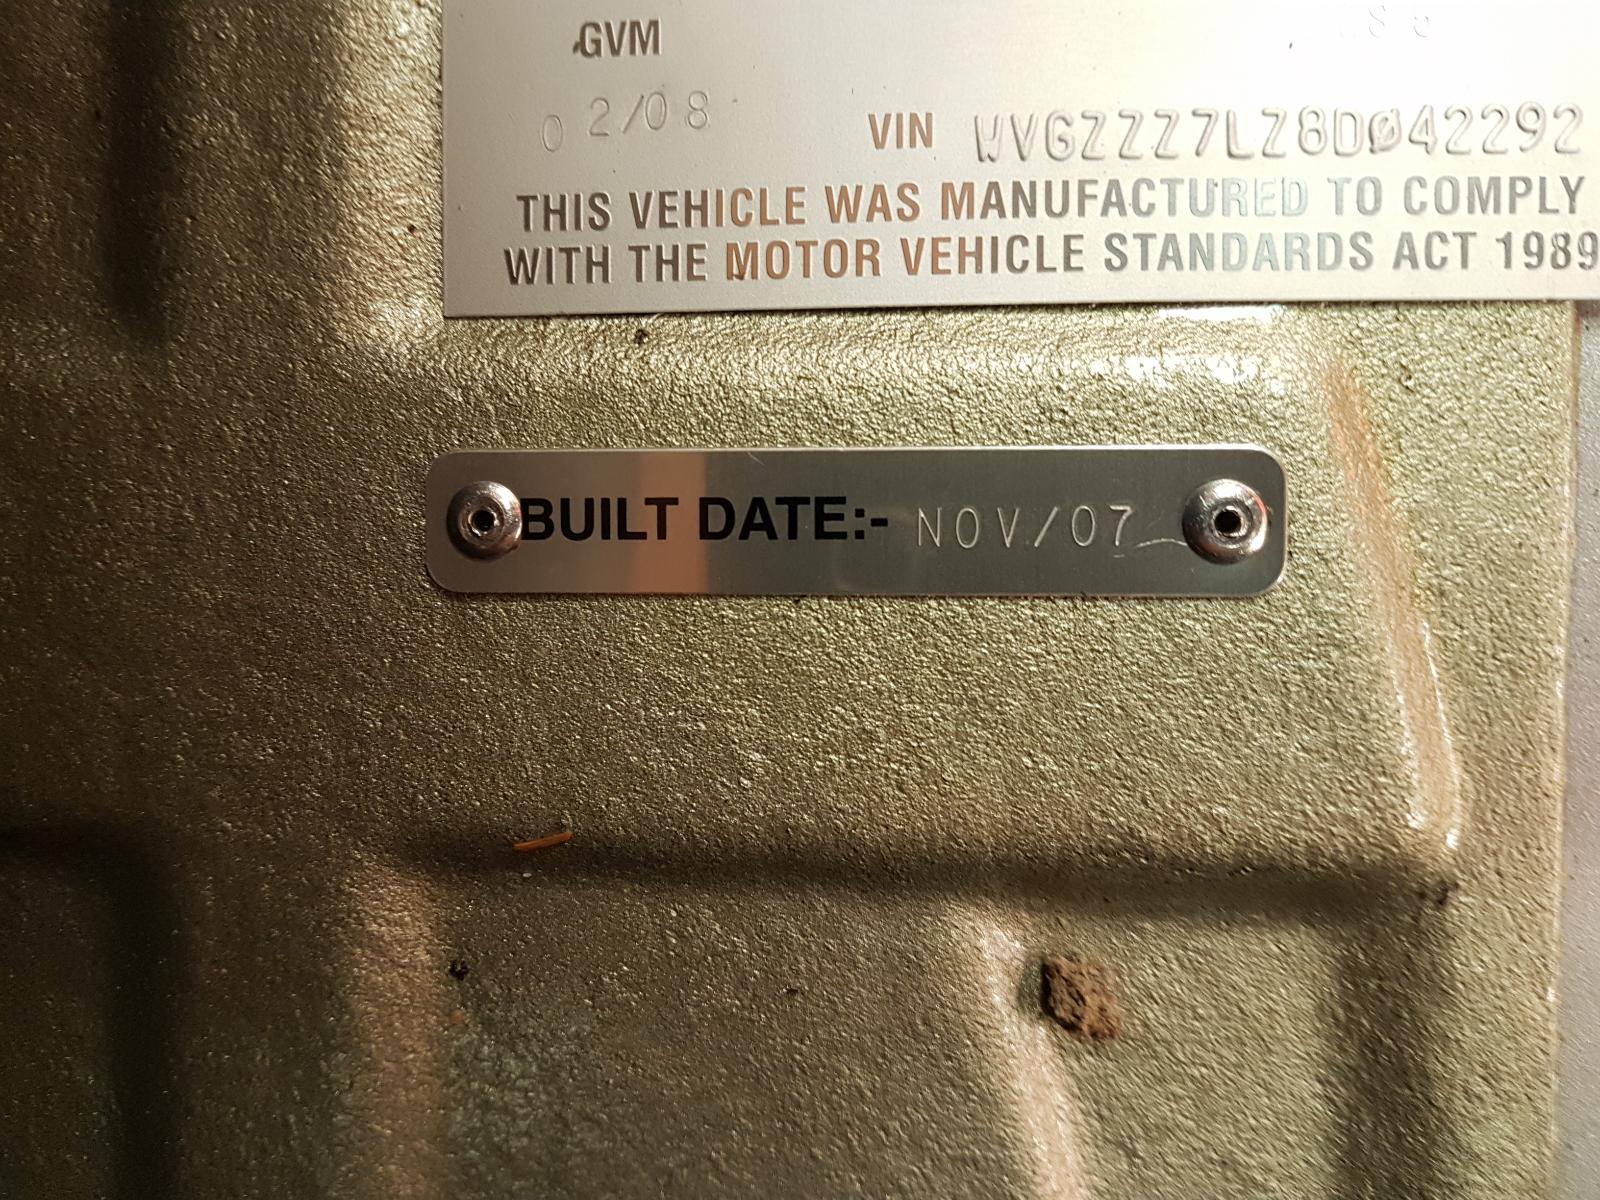 GVM
02/08 VIN WVGZZZ7LZ8DØ42292
THIS VEHICLE WAS MANUFACTURED TO COMPLY
WITH THE MOTOR VEHICLE STANDARDS ACT 1989
BUILT DATE:- NOV/07